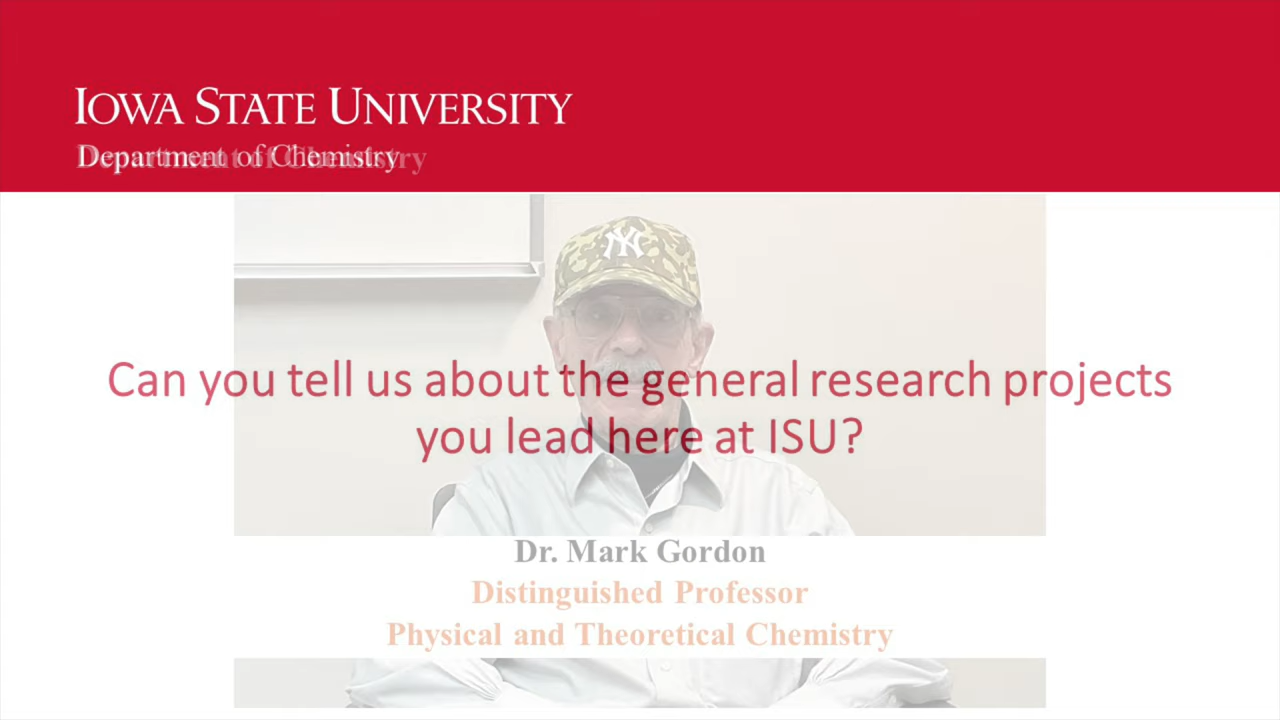 IOWA STATE UNIVERSITY
Department of Chemistry
NY
Can you tell us about the general research projects
you lead here at ISU?
Dr. Mark Gordon
Distinguished Professor
Physical and Theoretical Chemistry